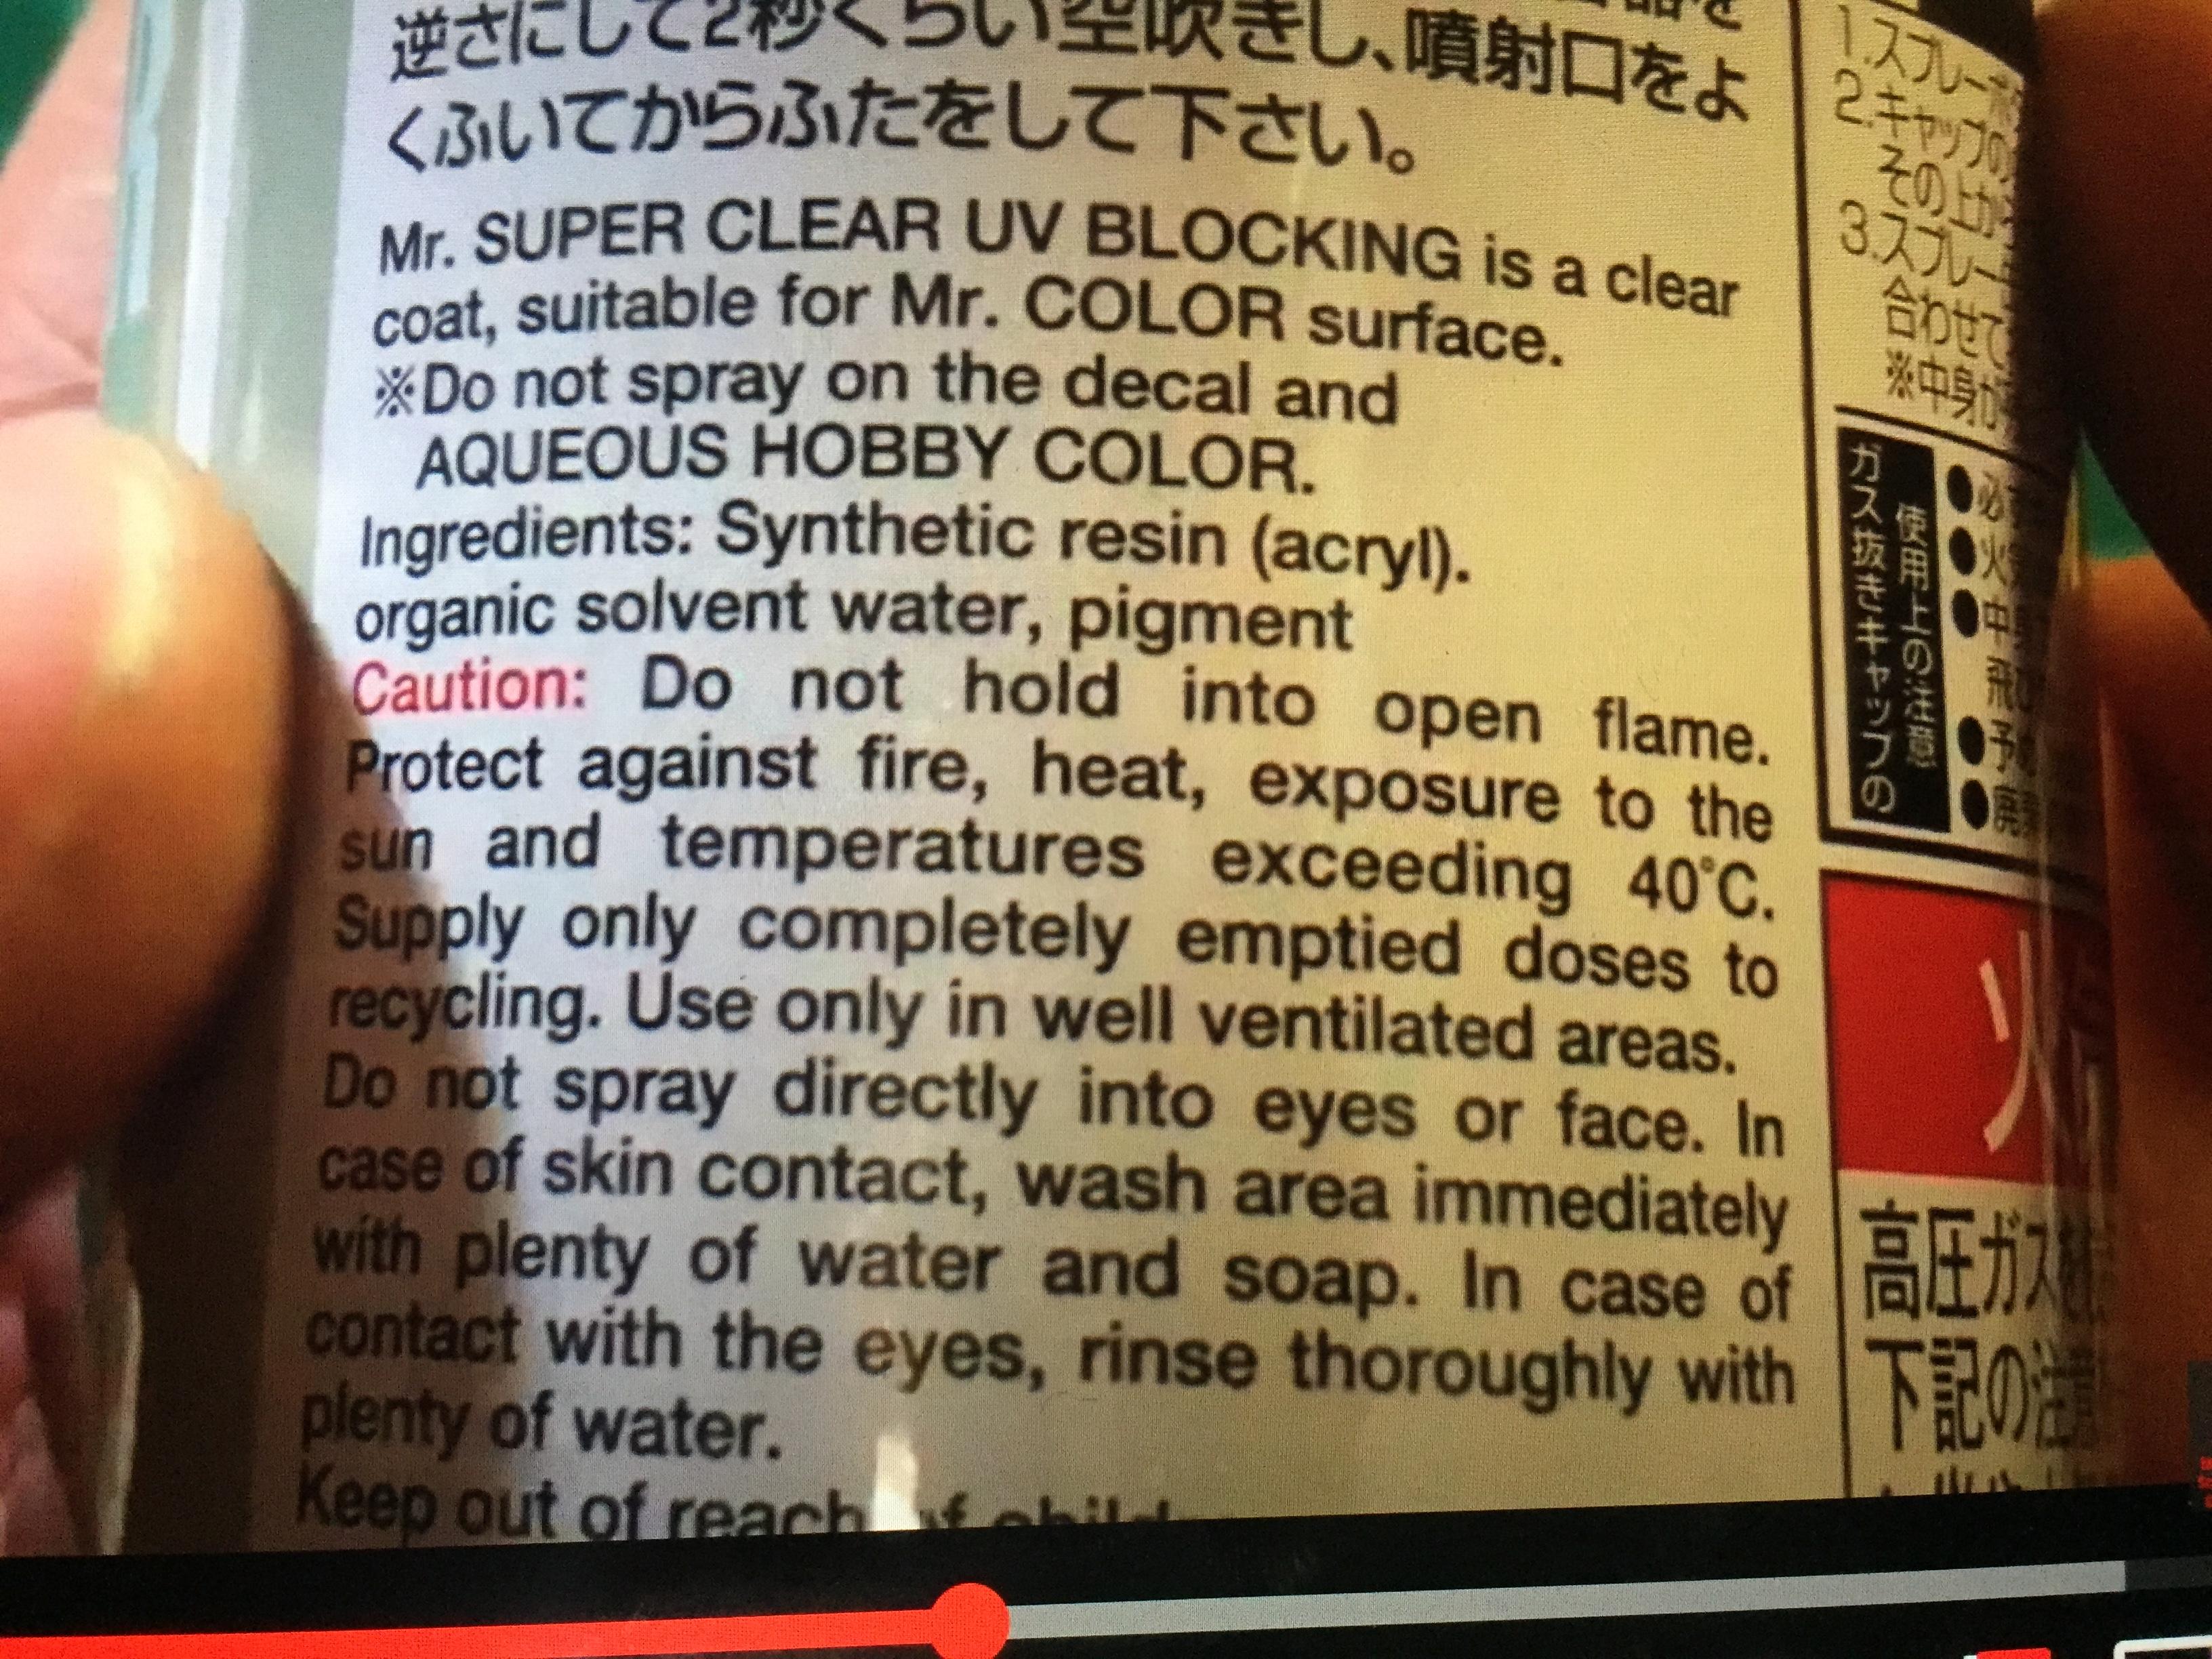 逆さにして2秒くらい空吹きし、噴射口をよ
くふいてからふたをして下さい。
Mr. SUPER CLEAR UV BLOCKING is a clear
coat, suitable for Mr. COLOR surface.
※Do not spray on the decal and
AQUEOUS HOBBY COLOR.
Ingredients: Synthetic resin (acryl).
organic solvent water, pigment
Caution: Do not hold into open flame.
Protect against fire, heat, exposure to the
sun and temperatures exceeding 40°C.
Supply only completely emptied doses to
recycling. Use only in well ventilated areas.
Do not spray directly into eyes or face. In
case of skin contact, wash area immediately
with plenty of water and soap. In case of
contact with the eyes, rinse thoroughly with
plenty of water.
Keep out of reach of
1.スプレー
2.キャップの
その上か
3.スプレー
合わせて
※中身が
ガス抜きキャップの
使用上の注意
火
高圧ガス
下記の注意